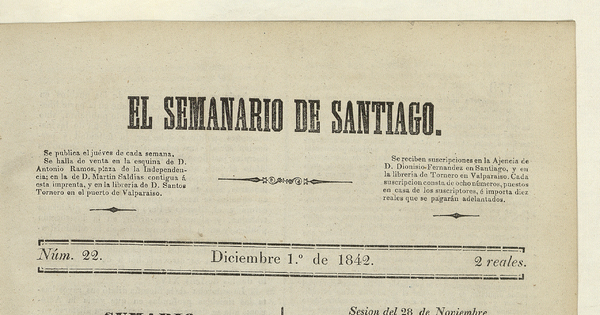 EL SEMANARIO DE SANTIAGO.
Se publica el juéves de cada semana.
Se halla de venta en la esquina de D.
Antonio Ramos, plaza de la Independen-
cia; en la de D. Martin Saldias contigua á
esta imprenta, y en la libreria de D. Santos
Tornero en el puerto de Valparaiso.
Se reciben suscripciones en la Ajencia de
D. Dionisio Fernandez en Santiago, y en
la libreria de Tornero en Valparaiso. Cada
suscripcion consta de ocho números, puestos
en casa de los suscriptores, é importa diez
reales que se pagarán adelantados.
Núm. 22.
Diciembre 1.º de 1842.
2 reales.
SUMARIO
Sesion del 28 de Noviembre